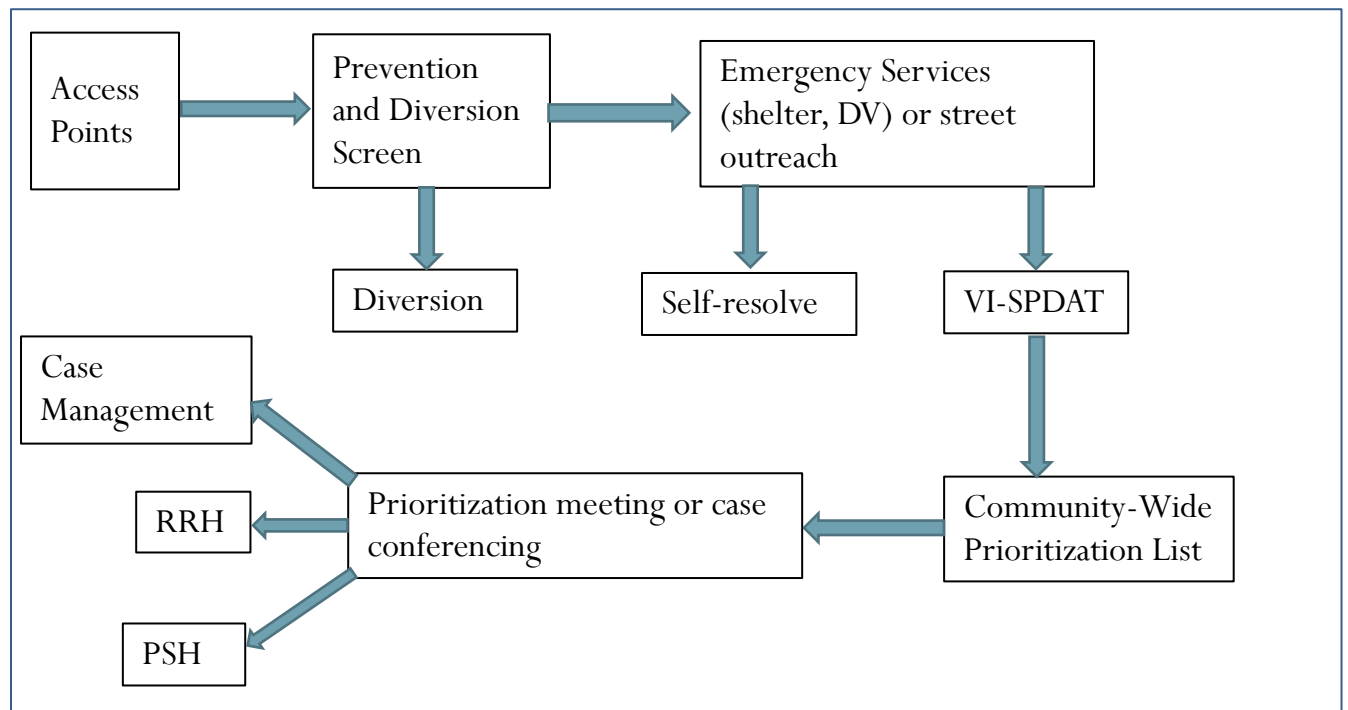 Access
Points
Prevention
and Diversion
Screen
Emergency Services
(shelter, DV) or street
outreach
Diversion
Self-resolve
VI-SPDAT
Case
Management
RRH
PSH
Prioritization meeting or case
conferencing
Community-Wide
Prioritization List